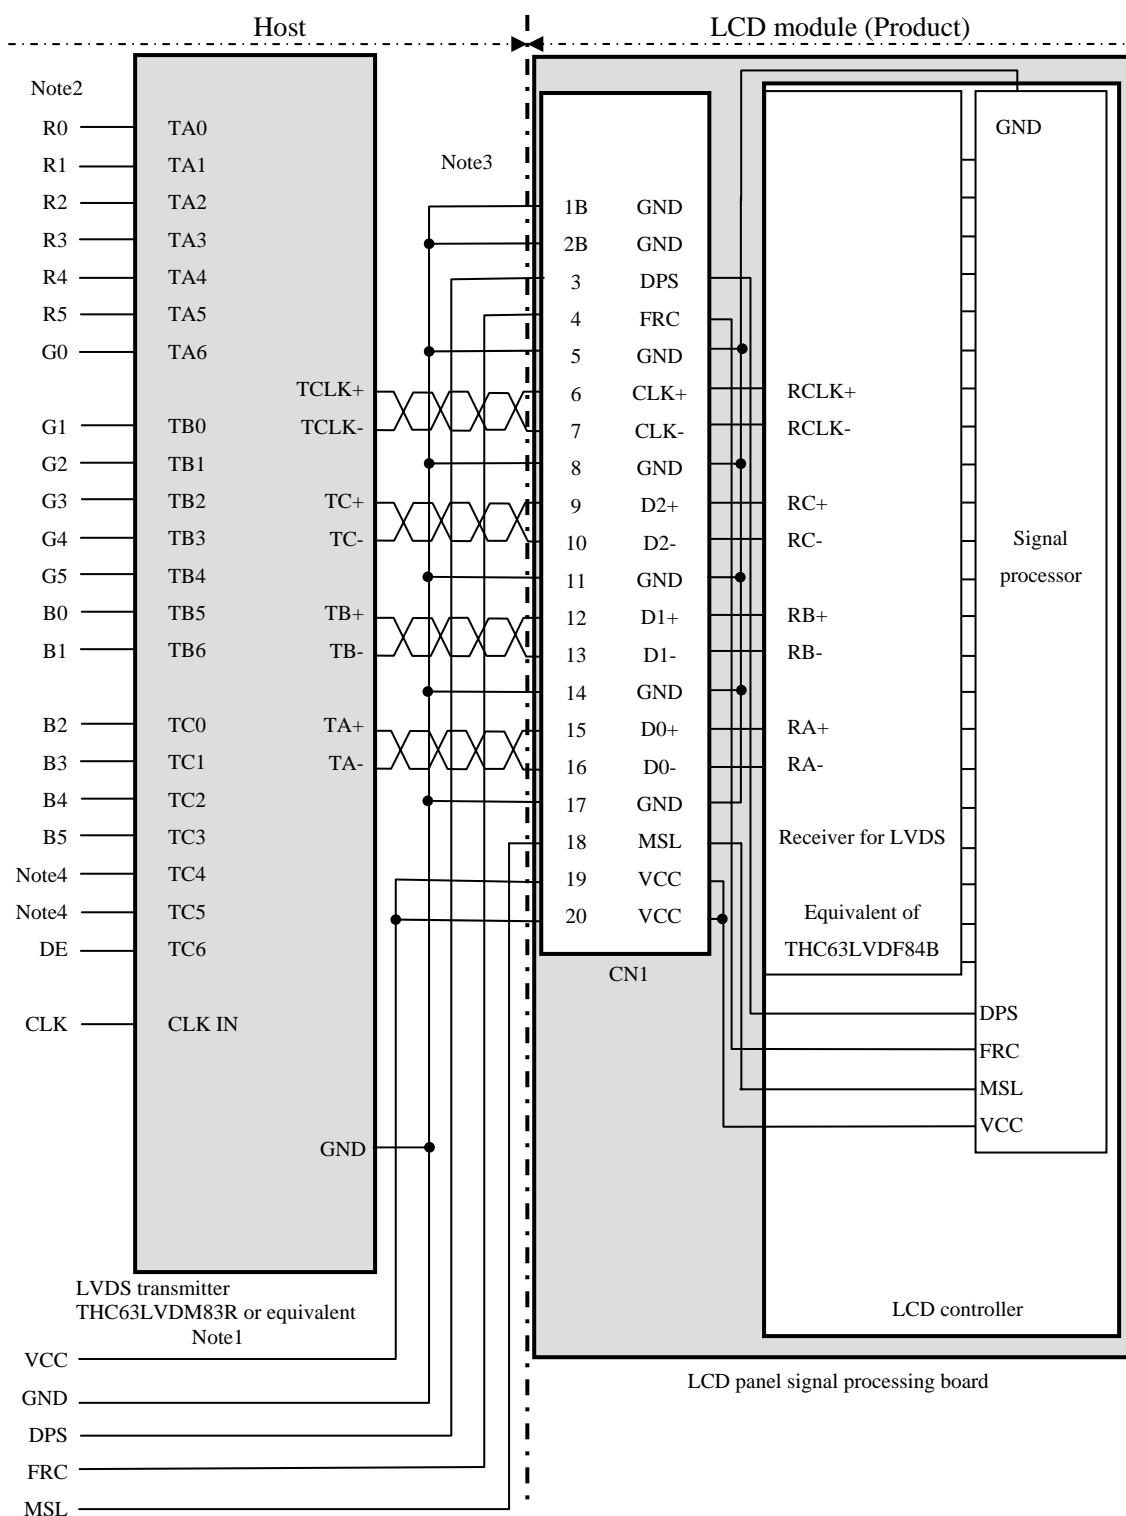 Host
LCD module (Product)
Note2
R0 TA0
R1 TA1
R2 TA2
R3 TA3
R4 TA4
R5 TA5
G0 TA6
G1 TB0
G2 TB1
G3 TB2
G4 TB3
G5 TB4
B0 TB5
B1 TB6
B2 TC0
B3 TC1
B4 TC2
B5 TC3
Note4 TC4
Note4 TC5
DE TC6
CLK CLK IN
TCLK+
TCLK-
TC+
TC-
TB+
TB-
TA+
TA-
GND
LVDS transmitter
THC63LVDM83R or equivalent
Note1
VCC
GND
DPS
FRC
MSL
Note3
1B GND
2B GND
3 DPS
4 FRC
5 GND
6 CLK+
7 CLK-
8 GND
9 D2+
10 D2-
11 GND
12 D1+
13 D1-
14 GND
15 D0+
16 D0-
17 GND
18 MSL
19 VCC
20 VCC
CN1
RCLK+
RCLK-
RC+
RC-
RB+
RB-
RA+
RA-
Receiver for LVDS
Equivalent of
THC63LVDF84B
GND
Signal
processor
DPS
FRC
MSL
VCC
LCD controller
LCD panel signal processing board